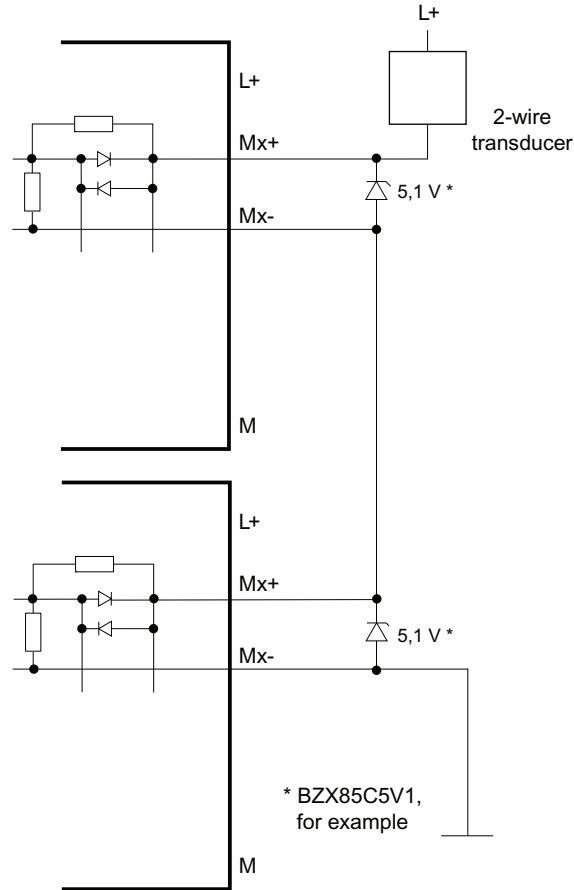 L+
L+
2-wire
transducer
Mx+
5,1 V *
Mx-
M
L+
Mx+
5,1 V *
Mx-
* BZX85C5V1,
for example
M